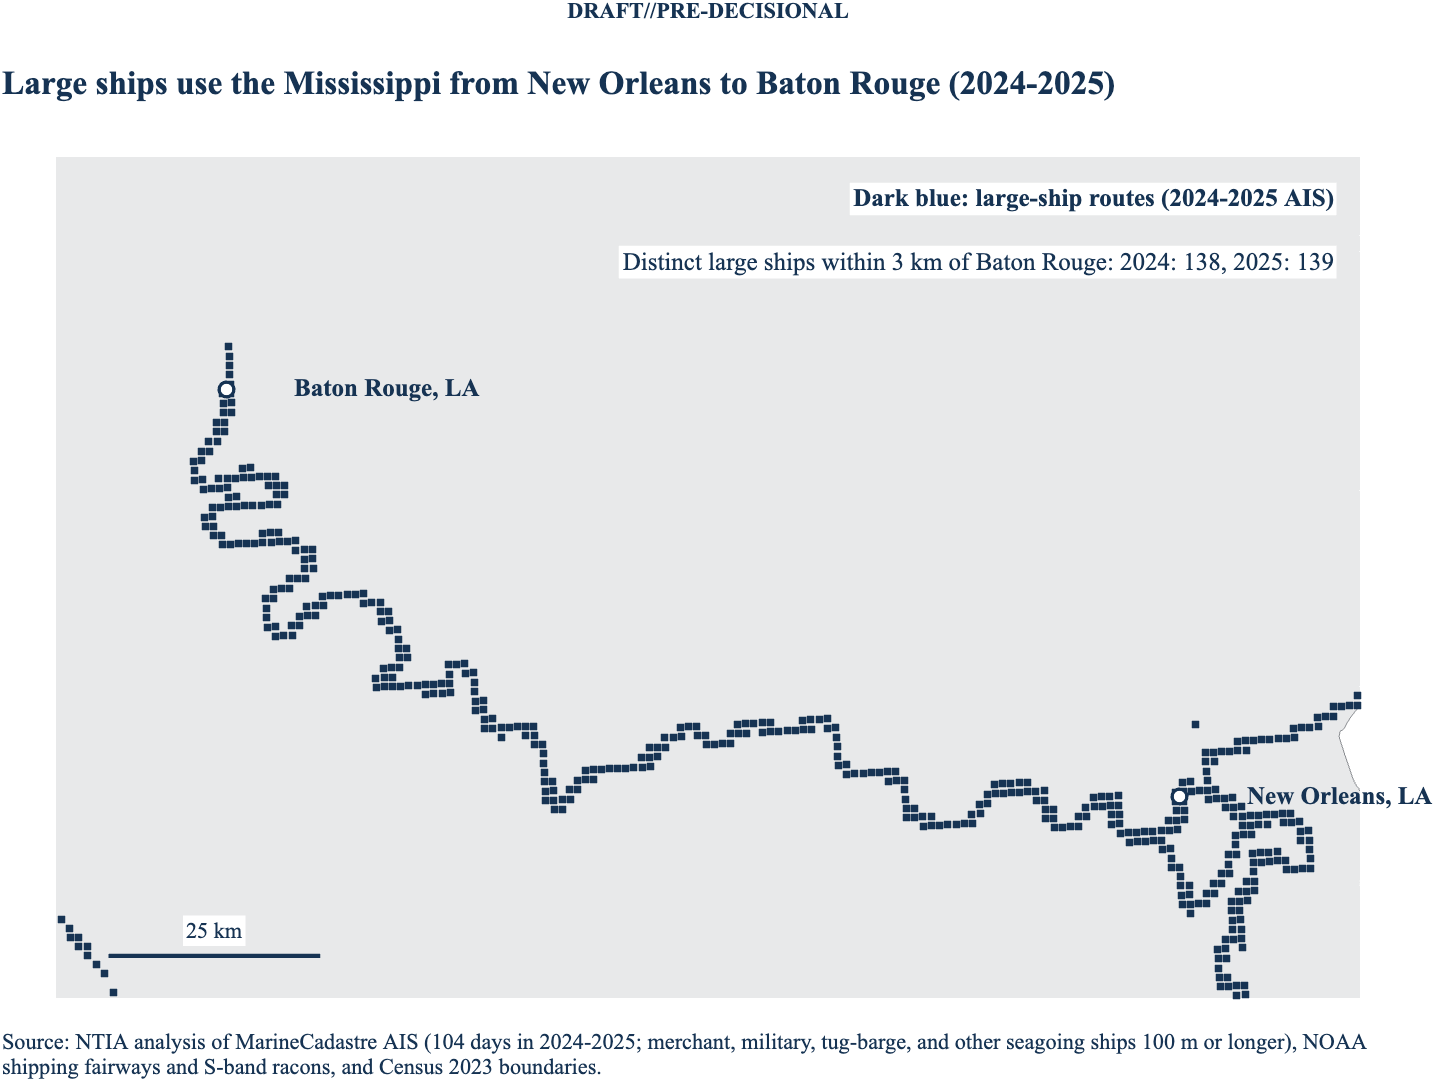 DRAFT//PRE-DECISIONAL
Large ships use the Mississippi from New Orleans to Baton Rouge (2024-2025)
Dark blue: large-ship routes (2024-2025 AIS)
Distinct large ships within 3 km of Baton Rouge: 2024: 138, 2025: 139
Baton Rouge, LA
New Orleans, LA
25 km
Source: NTIA analysis of MarineCadastre AIS (104 days in 2024-2025; merchant, military, tug-barge, and other seagoing ships 100 m or longer), NOAA
shipping fairways and S-band racons, and Census 2023 boundaries.